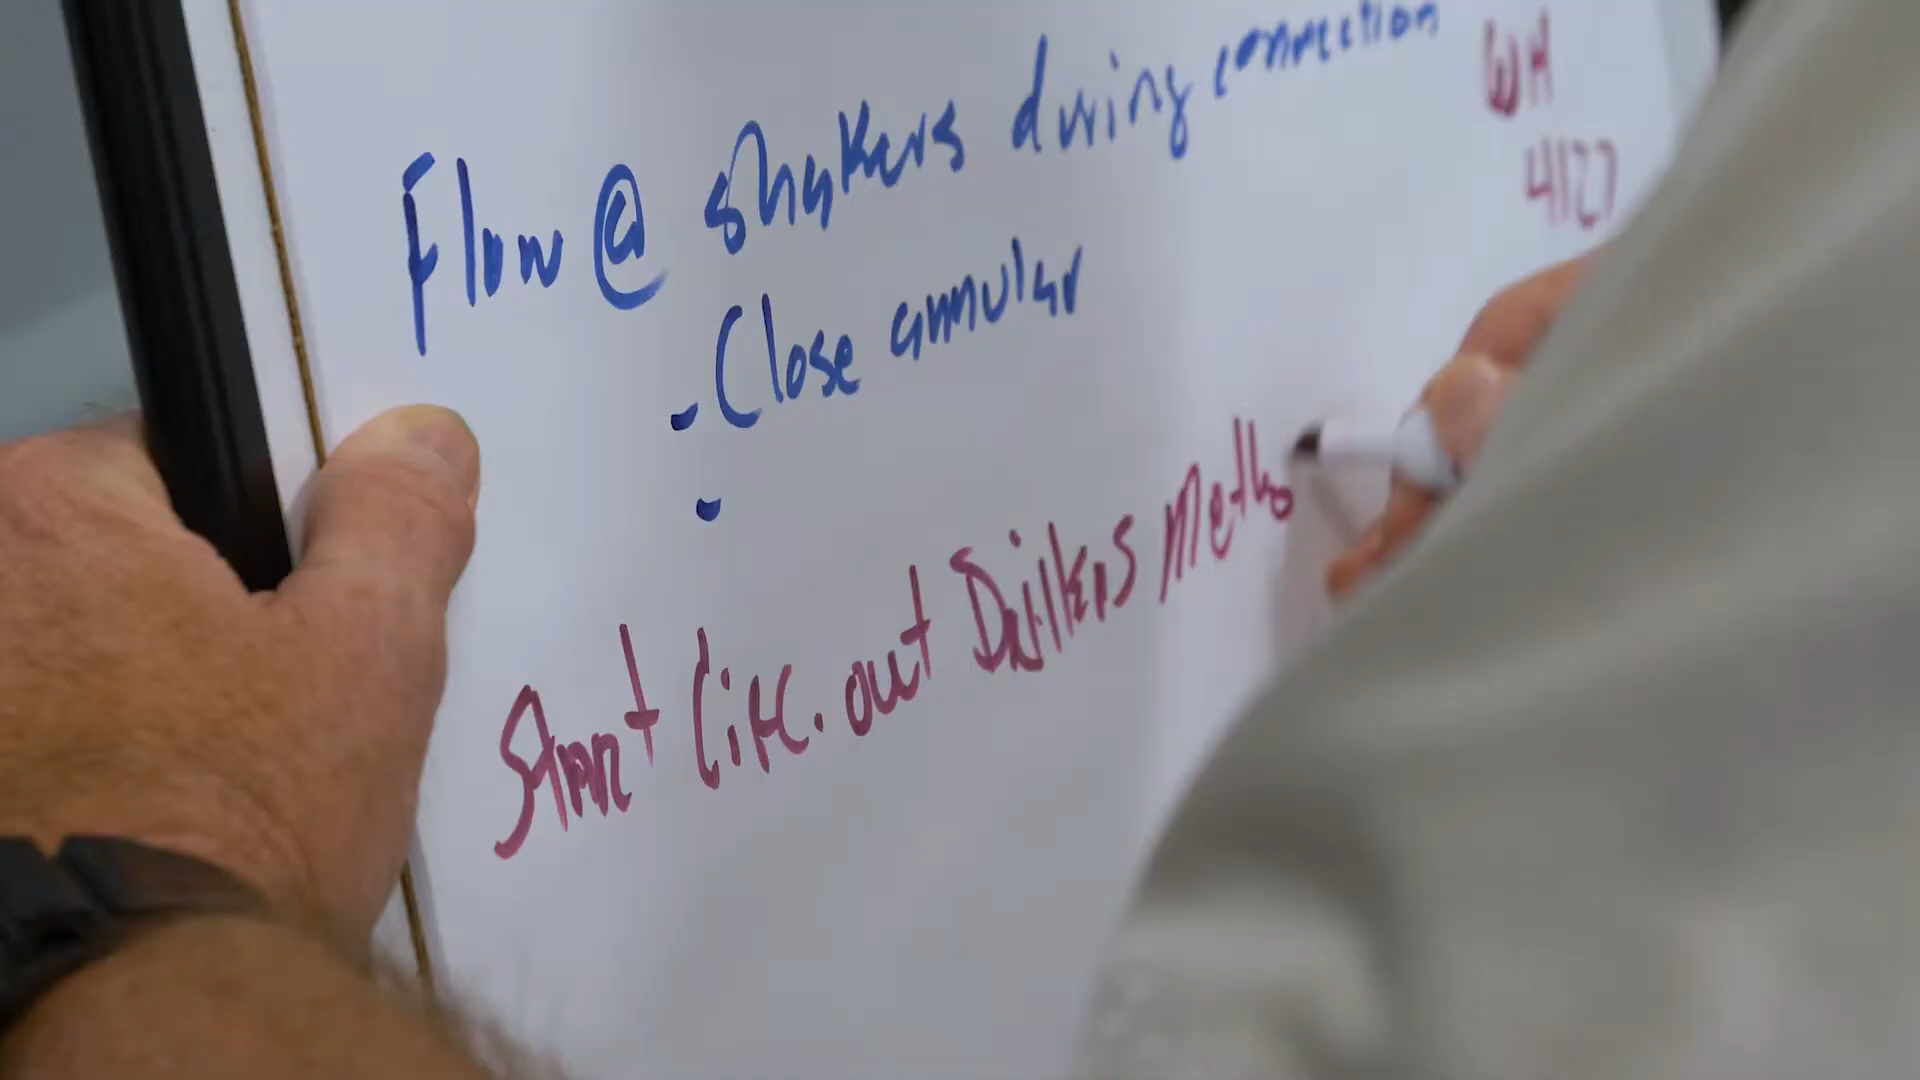 Flow @ shakers during connection
WH
4127
- Close annular
-
Start Circ. out Drillers Metho